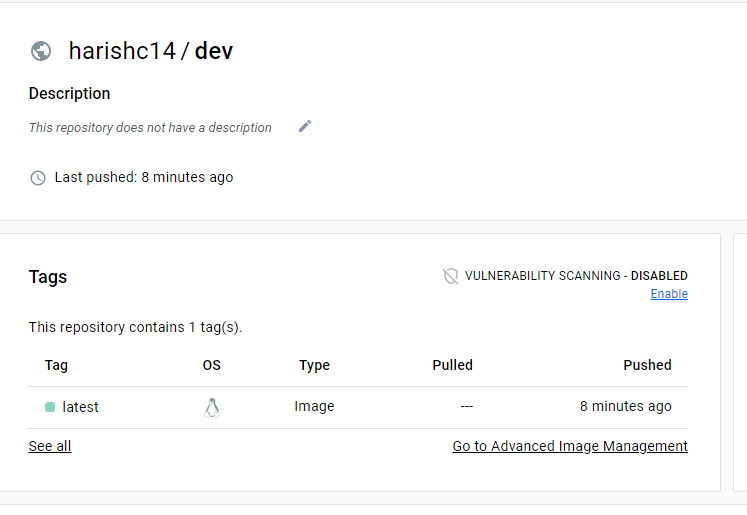 harishc14 / dev
Description
This repository does not have a description
Last pushed: 8 minutes ago
Tags
VULNERABILITY SCANNING - DISABLED
Enable
This repository contains 1 tag(s).
Tag OS Type Pulled Pushed
latest Image --- 8 minutes ago
See all Go to Advanced Image Management